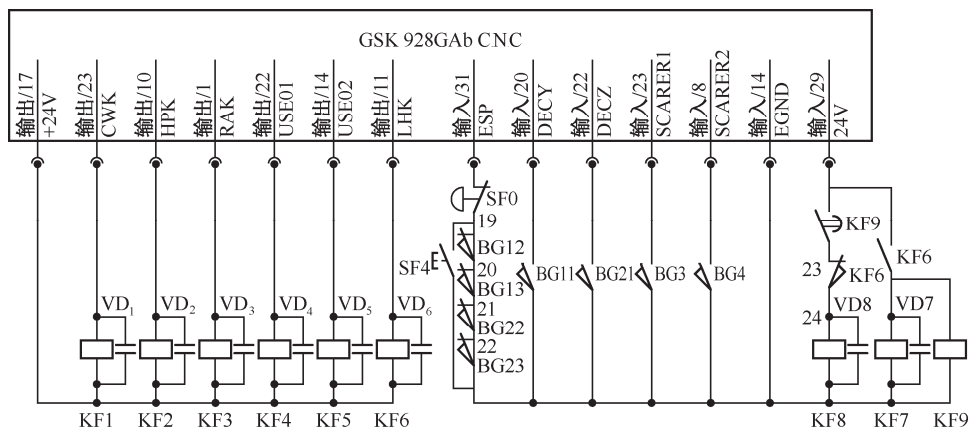 GSK 928GAb CNC
输出/17
+24V
输出/23
CWK
输出/10
HPK
输出/1
RAK
输出/22
USE01
输出/14
USE02
输出/11
LHK
输入/31
ESP
输入/20
DECY
输入/22
DECZ
输入/23
SCARER1
输入/8
SCARER2
输入/14
EGND
输入/29
24V
SF0
19
BG12
SF4
20
BG13
21
BG22
22
BG23
BG11
BG21
BG3
BG4
KF9
KF6
23
KF6
24
VD8
VD7
VD1
VD2
VD3
VD4
VD5
VD6
KF1
KF2
KF3
KF4
KF5
KF6
KF8
KF7
KF9